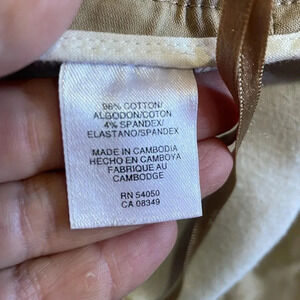 96% COTTON/
ALGODON/COTON
4% SPANDEX/
ELASTANO/SPANDEX
MADE IN CAMBODIA
HECHO EN CAMBOYA
FABRIQUE AU
CAMBODGE
RN 54050
CA 08349